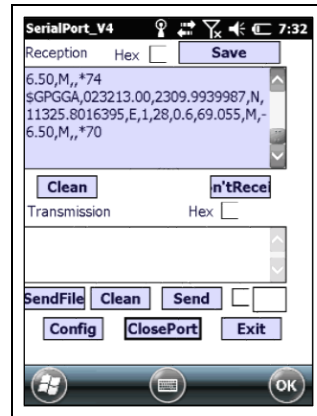 SerialPort_V4 7:32
Reception Hex Save
6.50,M,,*74
$GPGGA,023213.00,2309.9939987,N,
11325.8016395,E,1,28,0.6,69.055,M,-
6.50,M,,*70
Clean n'tRecei
Transmission Hex
SendFile Clean Send
Config ClosePort Exit
OK